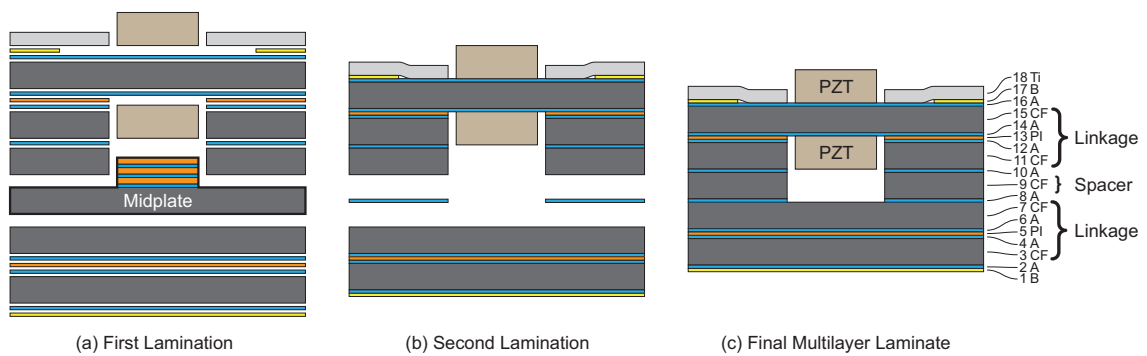 Midplate
(a) First Lamination
(b) Second Lamination
PZT
PZT
18 Ti
17 B
16 A
15 CF
14 A
13 PI
12 A
11 CF
10 A
9 CF
8 A
7 CF
6 A
5 PI
4 A
3 CF
2 A
1 B
Linkage
Spacer
Linkage
(c) Final Multilayer Laminate